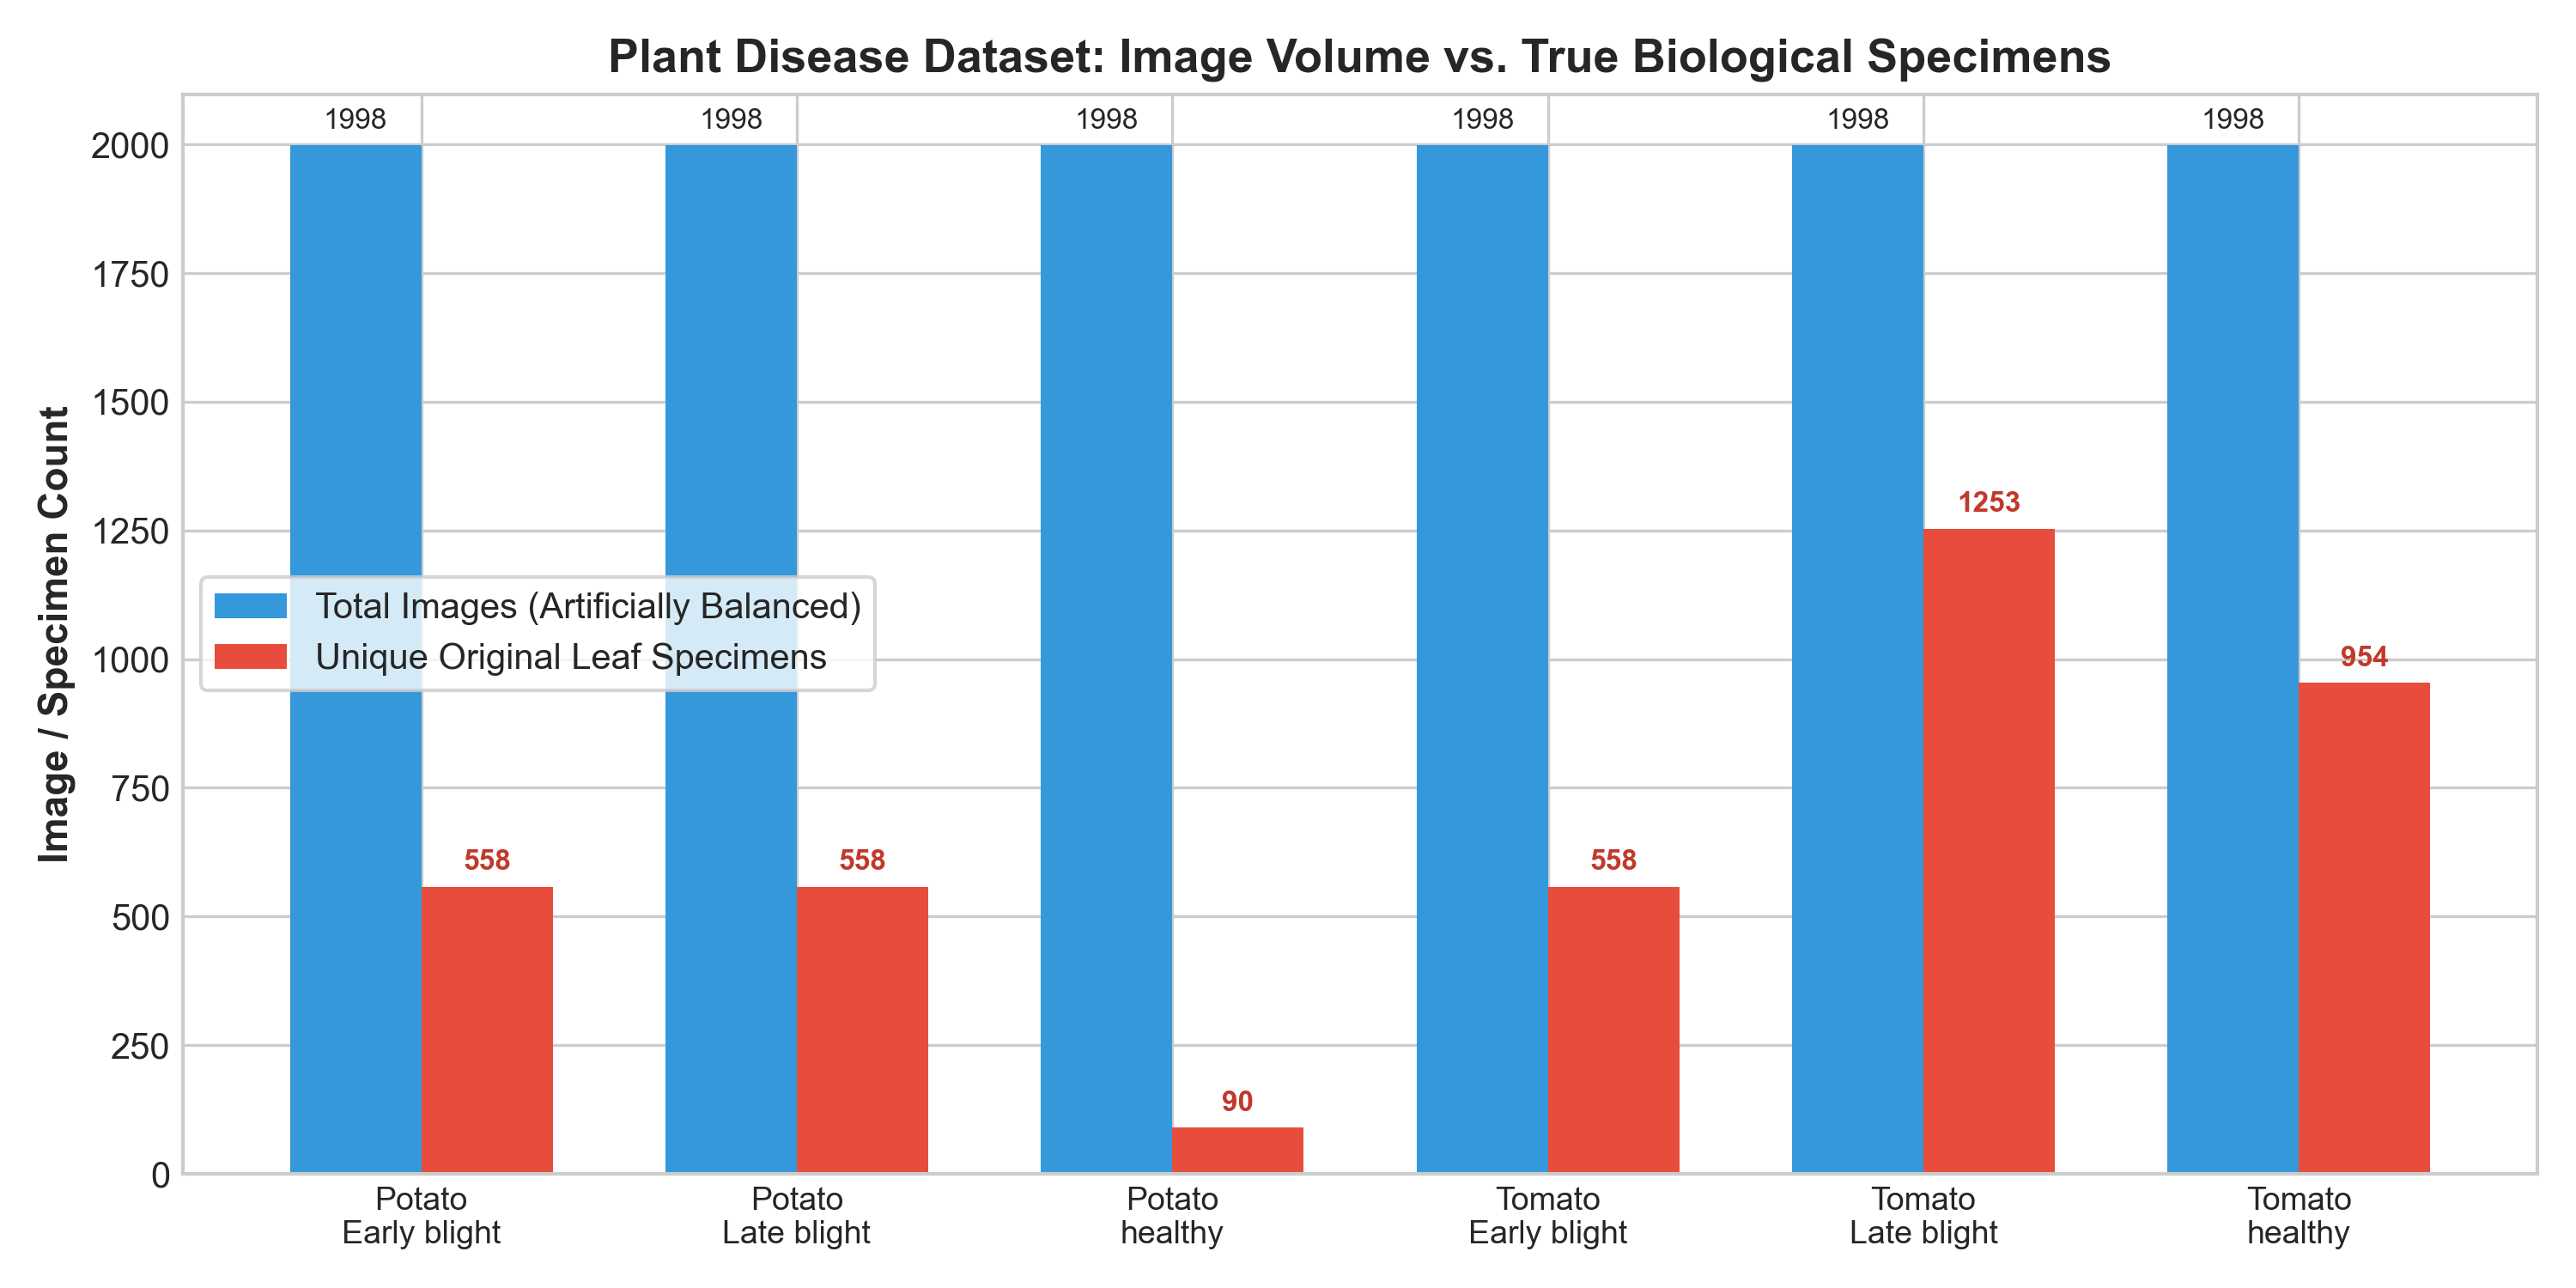 Plant Disease Dataset: Image Volume vs. True Biological Specimens
Image / Specimen Count
2000
1750
1500
1250
1000
750
500
250
0
1998
1998
1998
1998
1998
1998
558
558
90
558
1253
954
Total Images (Artificially Balanced)
Unique Original Leaf Specimens
Potato
Early blight
Potato
Late blight
Potato
healthy
Tomato
Early blight
Tomato
Late blight
Tomato
healthy